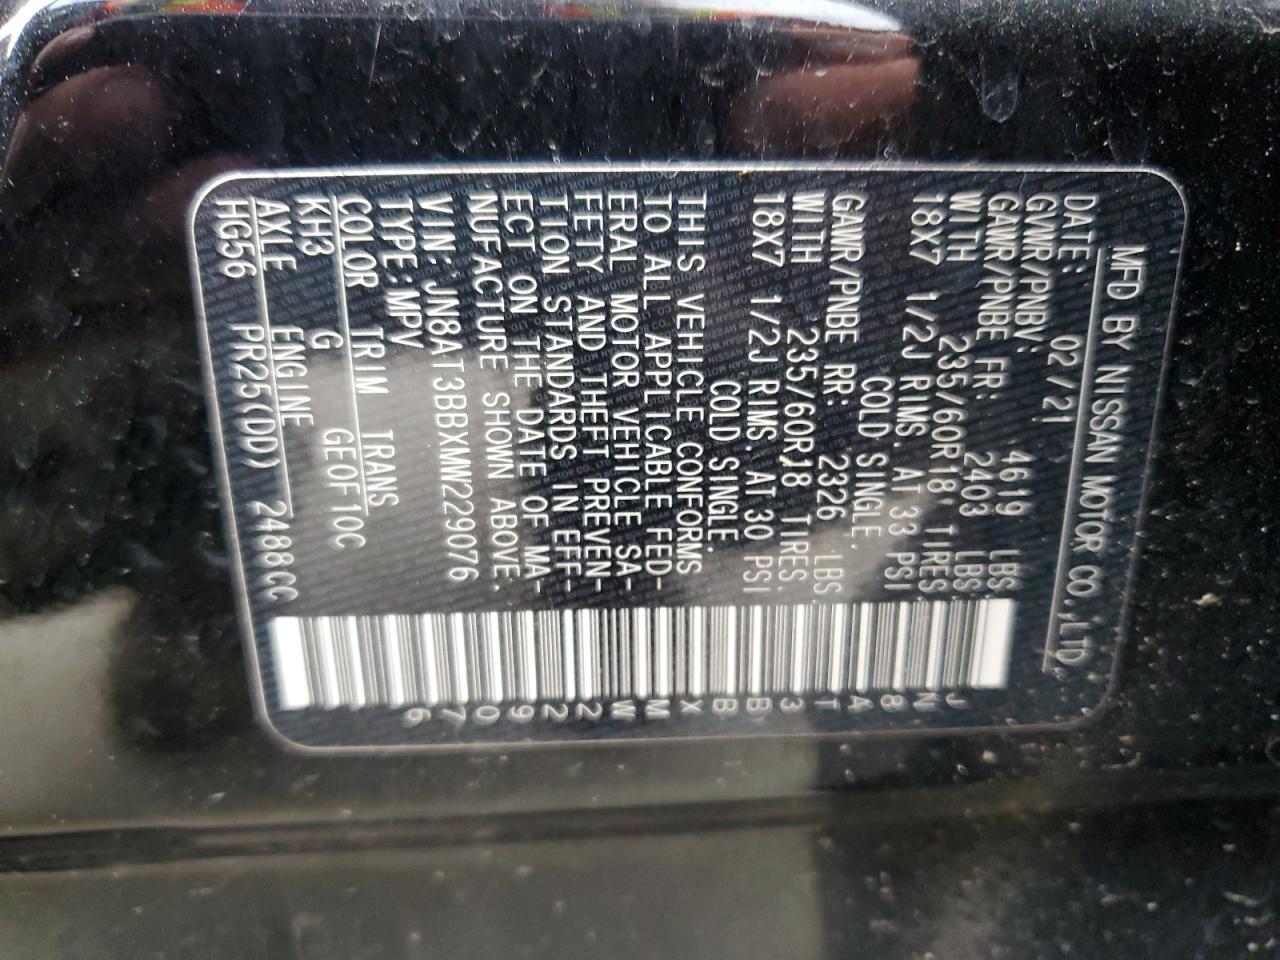 MFD BY NISSAN MOTOR CO.,LTD.
DATE: 02/21
GVWR/PNBV: 4619 LBS.
GAWR/PNBE FR: 2403 LBS.
WITH 235/60R18 TIRES.
18X7 1/2J RIMS. AT 33 PSI
COLD SINGLE.
GAWR/PNBE RR: 2326 LBS.
WITH 235/60R18 TIRES.
18X7 1/2J RIMS. AT 30 PSI
COLD SINGLE.
THIS VEHICLE CONFORMS
TO ALL APPLICABLE FED-
ERAL MOTOR VEHICLE SA-
FETY AND THEFT PREVEN-
TION STANDARDS IN EFF-
ECT ON THE DATE OF MA-
NUFACTURE SHOWN ABOVE.
VIN: JN8AT3BBXMW229076
TYPE:MPV
COLOR TRIM TRANS
KH3 G GE0F10C
AXLE ENGINE
HG56 PR25(DD) 2488CC
JN8AT3BBXMW229076